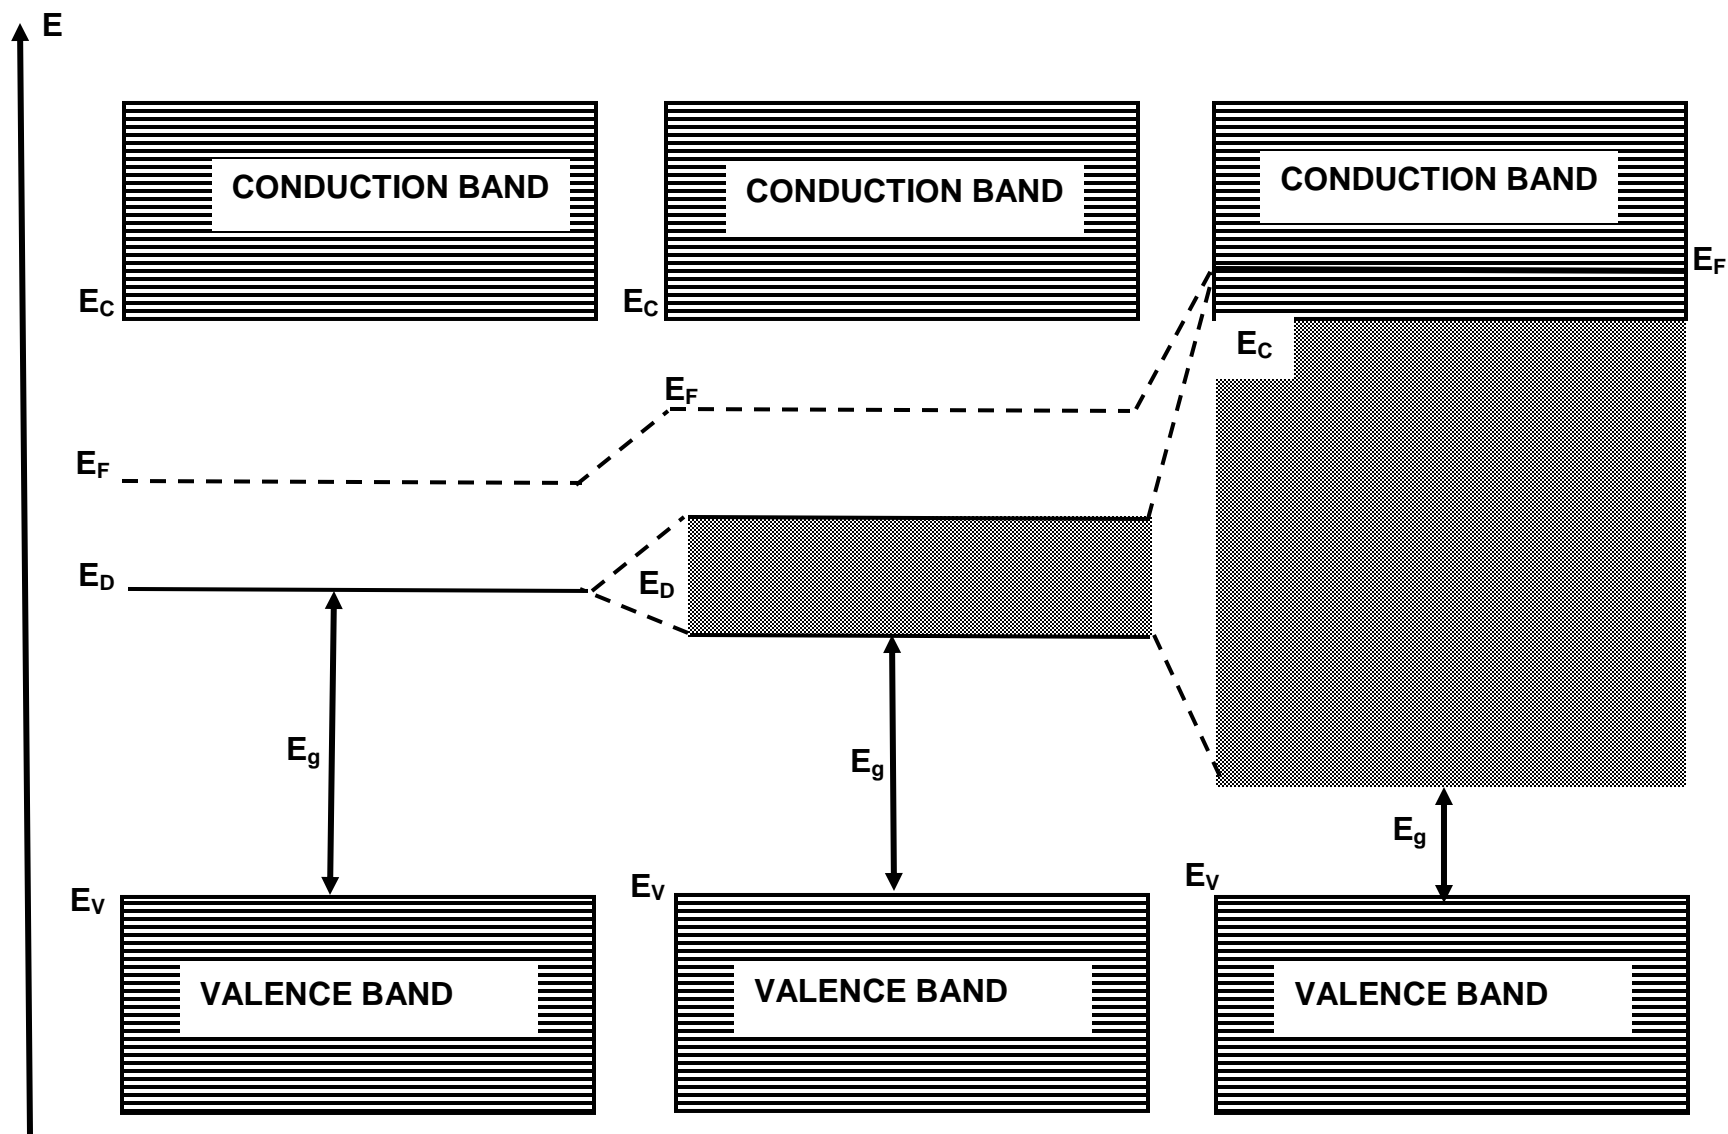 E
CONDUCTION BAND
CONDUCTION BAND
CONDUCTION BAND
E_F
E_C
E_C
E_C
E_F
E_F
E_D
E_D
E_g
E_g
E_g
E_V
E_V
E_V
VALENCE BAND
VALENCE BAND
VALENCE BAND